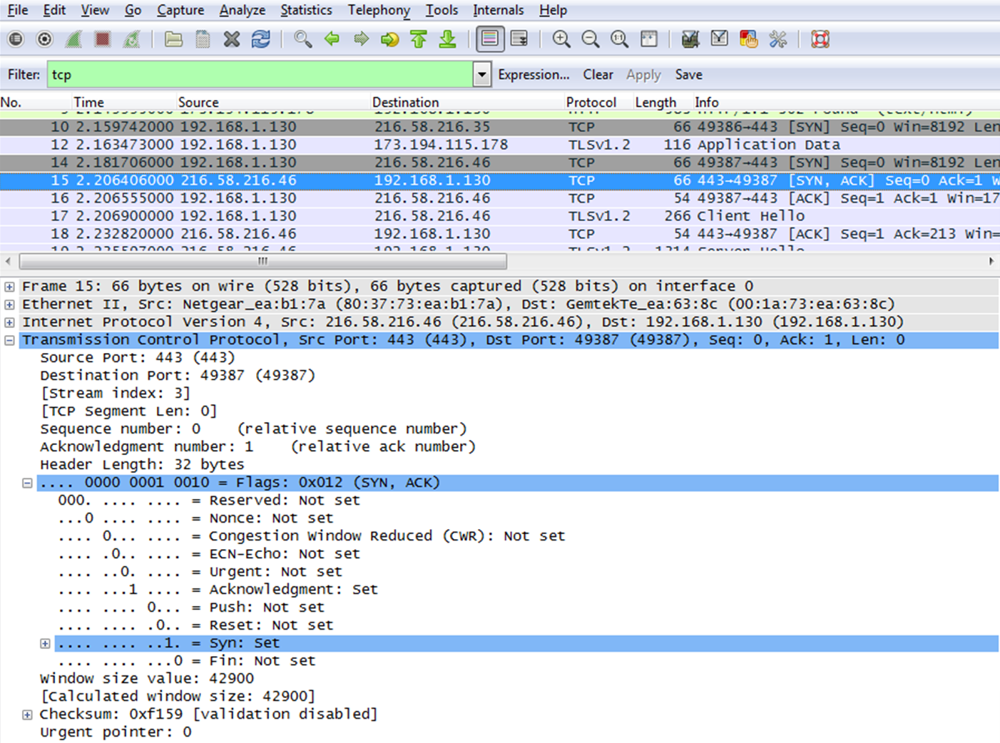 File Edit View Go Capture Analyze Statistics Telephony Tools Internals Help
Filter: tcp Expression... Clear Apply Save
No. Time Source Destination Protocol Length Info
10 2.159742000 192.168.1.130 216.58.216.35 TCP 66 49386→443 [SYN] Seq=0 Win=8192 Len
12 2.163473000 192.168.1.130 173.194.115.178 TLSv1.2 116 Application Data
14 2.181706000 192.168.1.130 216.58.216.46 TCP 66 49387→443 [SYN] Seq=0 Win=8192 Len
15 2.206406000 216.58.216.46 192.168.1.130 TCP 66 443→49387 [SYN, ACK] Seq=0 Ack=1 W
16 2.206555000 192.168.1.130 216.58.216.46 TCP 54 49387→443 [ACK] Seq=1 Ack=1 Win=17
17 2.206900000 192.168.1.130 216.58.216.46 TLSv1.2 266 Client Hello
18 2.232820000 216.58.216.46 192.168.1.130 TCP 54 443→49387 [ACK] Seq=1 Ack=213 Win=
Frame 15: 66 bytes on wire (528 bits), 66 bytes captured (528 bits) on interface 0
Ethernet II, Src: Netgear_ea:b1:7a (80:37:73:ea:b1:7a), Dst: GemtekTe_ea:63:8c (00:1a:73:ea:63:8c)
Internet Protocol Version 4, Src: 216.58.216.46 (216.58.216.46), Dst: 192.168.1.130 (192.168.1.130)
Transmission Control Protocol, Src Port: 443 (443), Dst Port: 49387 (49387), Seq: 0, Ack: 1, Len: 0
Source Port: 443 (443)
Destination Port: 49387 (49387)
[Stream index: 3]
[TCP Segment Len: 0]
Sequence number: 0 (relative sequence number)
Acknowledgment number: 1 (relative ack number)
Header Length: 32 bytes
.... 0000 0001 0010 = Flags: 0x012 (SYN, ACK)
000. .... .... = Reserved: Not set
...0 .... .... = Nonce: Not set
.... 0... .... = Congestion Window Reduced (CWR): Not set
.... .0.. .... = ECN-Echo: Not set
.... ..0. .... = Urgent: Not set
.... ...1 .... = Acknowledgment: Set
.... .... 0... = Push: Not set
.... .... .0.. = Reset: Not set
.... .... ..1. = Syn: Set
.... .... ...0 = Fin: Not set
Window size value: 42900
[Calculated window size: 42900]
Checksum: 0xf159 [validation disabled]
Urgent pointer: 0